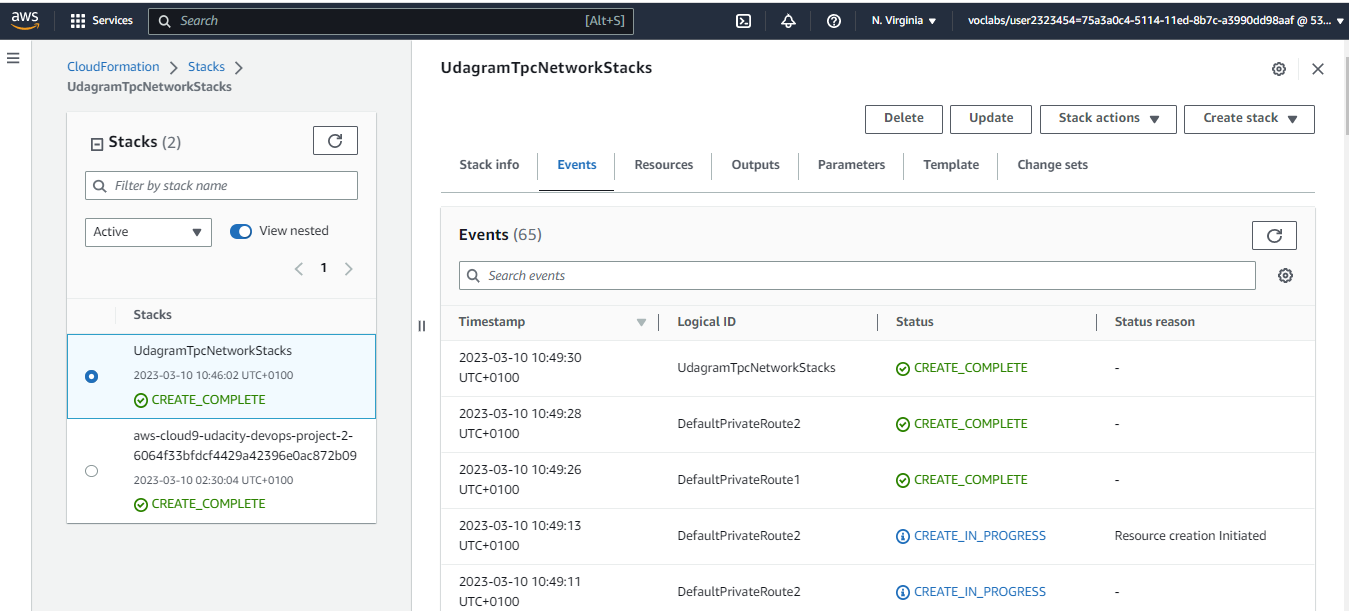 aws
Services
Search
[Alt+S]
N. Virginia
voclabs/user2323454=75a3a0c4-5114-11ed-8b7c-a3990dd98aaf @ 53...
CloudFormation
Stacks
UdagramTpcNetworkStacks
Stacks (2)
Filter by stack name
Active
View nested
1
Stacks
UdagramTpcNetworkStacks
2023-03-10 10:46:02 UTC+0100
CREATE_COMPLETE
aws-cloud9-udacity-devops-project-2-
6064f33bfdcf4429a42396e0ac872b09
2023-03-10 02:30:04 UTC+0100
CREATE_COMPLETE
UdagramTpcNetworkStacks
Delete
Update
Stack actions
Create stack
Stack info
Events
Resources
Outputs
Parameters
Template
Change sets
Events (65)
Search events
Timestamp
Logical ID
Status
Status reason
2023-03-10 10:49:30
UTC+0100
UdagramTpcNetworkStacks
CREATE_COMPLETE
-
2023-03-10 10:49:28
UTC+0100
DefaultPrivateRoute2
CREATE_COMPLETE
-
2023-03-10 10:49:26
UTC+0100
DefaultPrivateRoute1
CREATE_COMPLETE
-
2023-03-10 10:49:13
UTC+0100
DefaultPrivateRoute2
CREATE_IN_PROGRESS
Resource creation Initiated
2023-03-10 10:49:11
UTC+0100
DefaultPrivateRoute2
CREATE_IN_PROGRESS
-